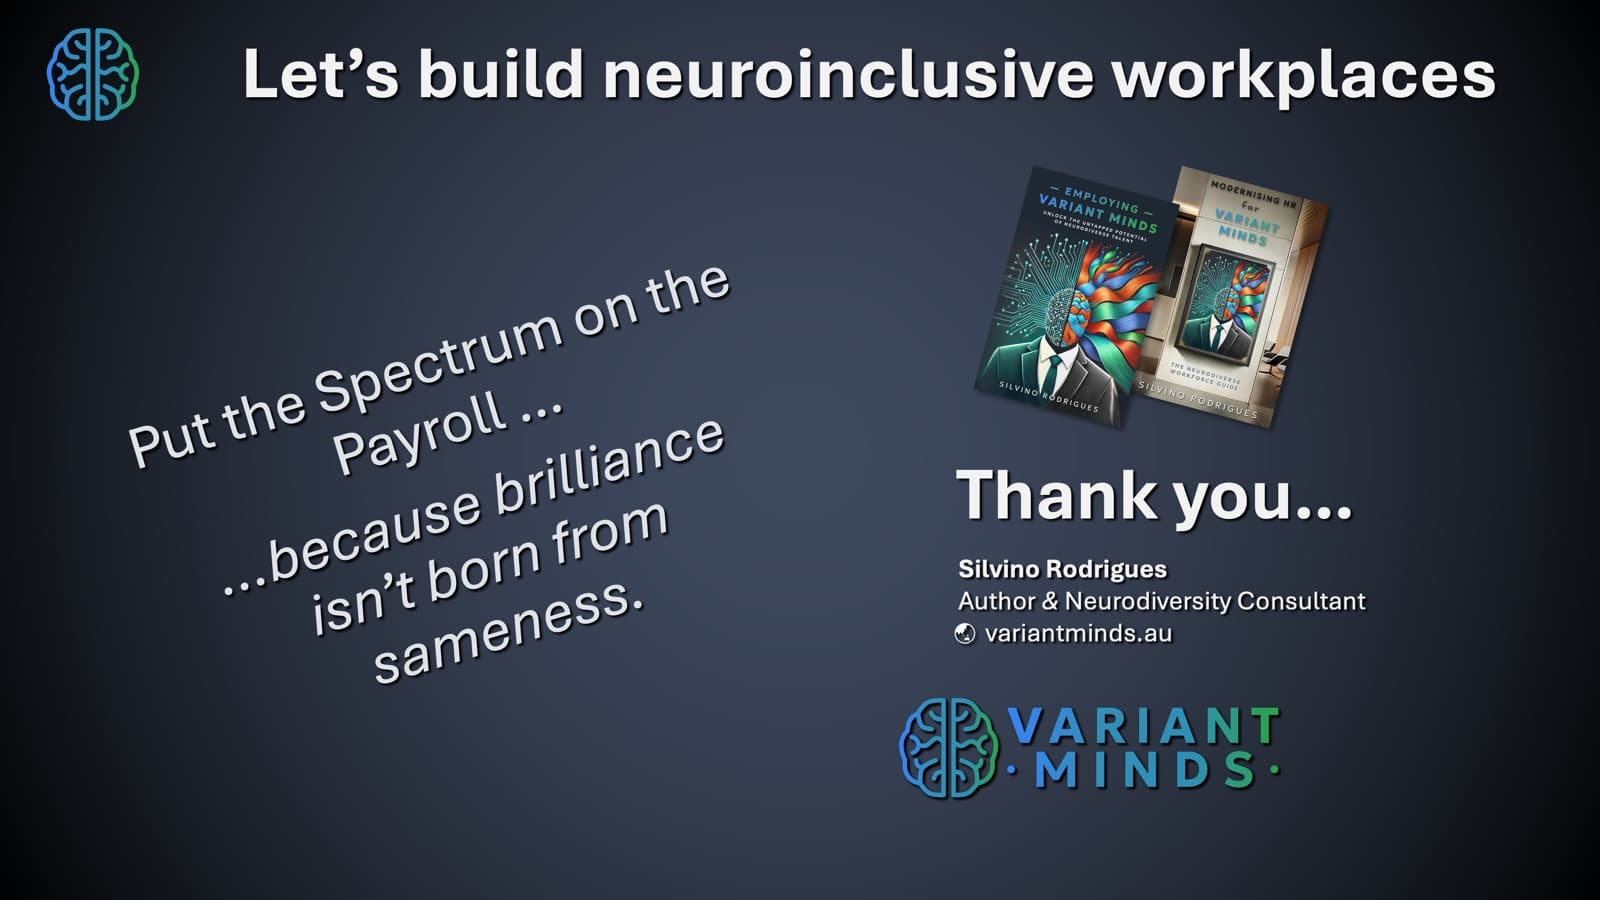 Let’s build neuroinclusive workplaces
Put the Spectrum on the
Payroll ...
...because brilliance
isn’t born from
sameness.
— EMPLOYING —
VARIANT MINDS
UNLOCK THE UNTAPPED POTENTIAL
OF NEURODIVERSE TALENT
SILVINO RODRIGUES
MODERNISING HR
for
VARIANT
MINDS
THE NEURODIVERSE
WORKFORCE GUIDE
SILVINO RODRIGUES
Thank you...
Silvino Rodrigues
Author & Neurodiversity Consultant
variantminds.au
VARIANT
· MINDS ·